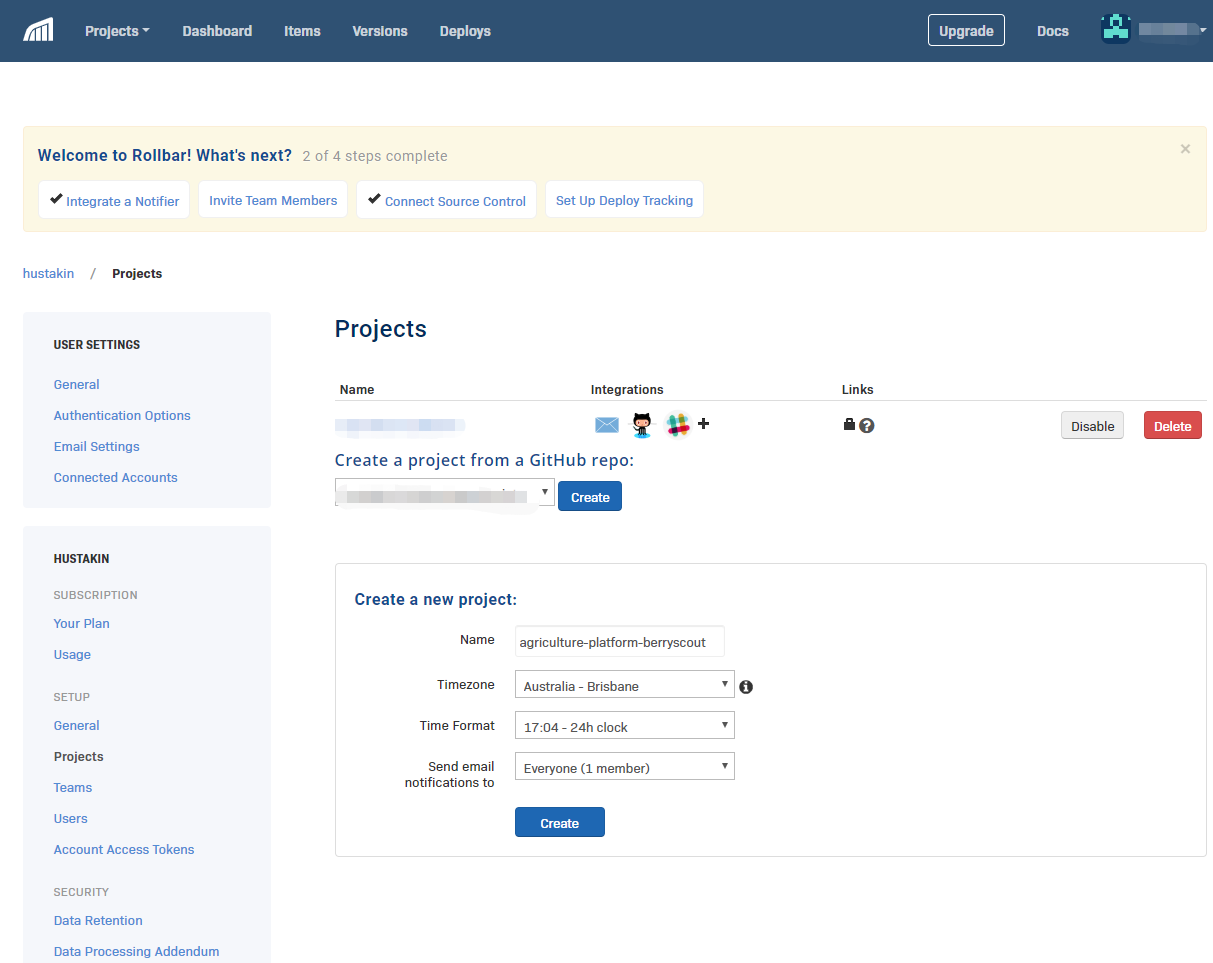 Projects Dashboard Items Versions Deploys Upgrade Docs
Welcome to Rollbar! What's next? 2 of 4 steps complete ×
Integrate a Notifier Invite Team Members Connect Source Control Set Up Deploy Tracking
hustakin / Projects
USER SETTINGS
General
Authentication Options
Email Settings
Connected Accounts
HUSTAKIN
SUBSCRIPTION
Your Plan
Usage
SETUP
General
Projects
Teams
Users
Account Access Tokens
SECURITY
Data Retention
Data Processing Addendum
Projects
Name Integrations Links
Disable Delete
Create a project from a GitHub repo:
Create
Create a new project:
Name agriculture-platform-berryscout
Timezone Australia - Brisbane
Time Format 17:04 - 24h clock
Send email
notifications to Everyone (1 member)
Create